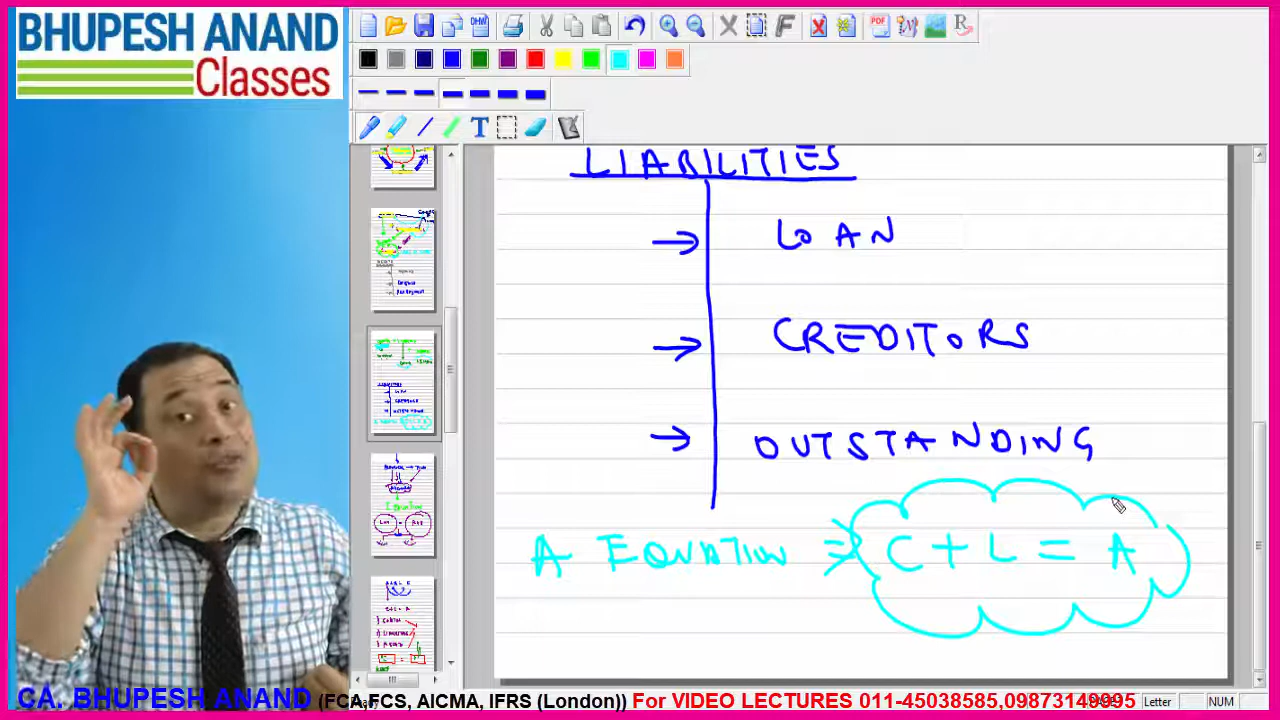 BHUPESH ANAND
Classes
LIABILITIES
→ LOAN
→ CREDITORS
→ OUTSTANDING
A EQUATION ⇒ C + L = A
CA. BHUPESH ANAND (FCA,FCS, AICMA, IFRS (London)) For VIDEO LECTURES 011-45038585,09873148995
Letter NUM